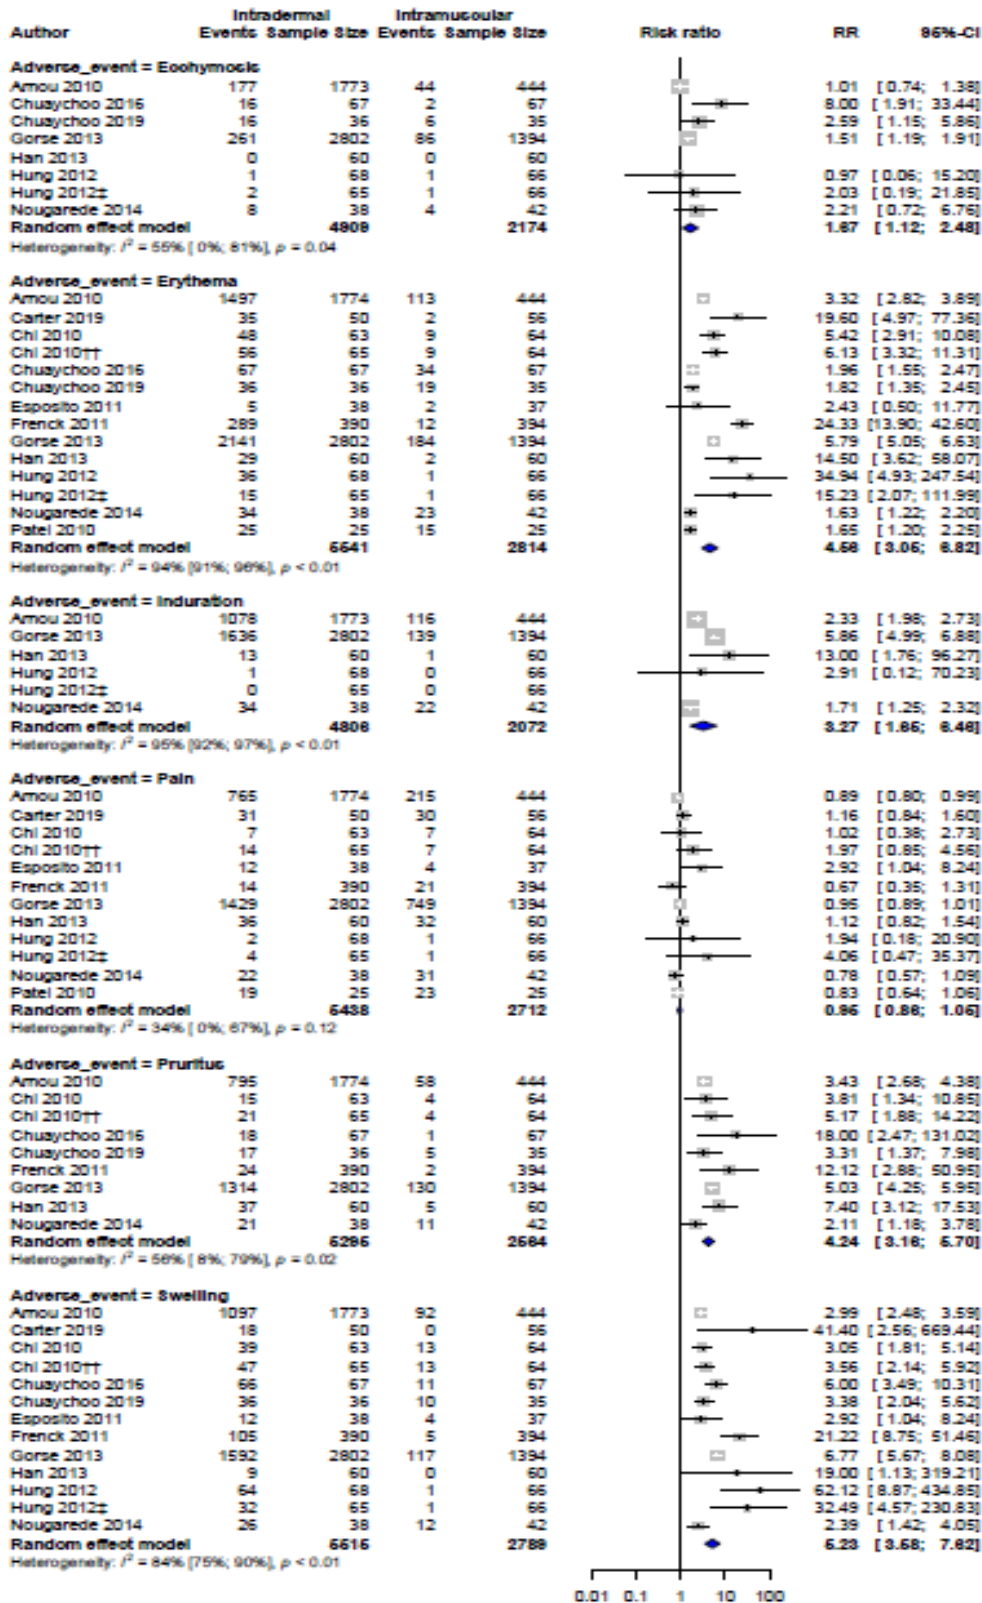 Intradermal Intramuscular
Author Events Sample Size Events Sample Size Risk ratio RR 95%-CI
Adverse_event = Ecchymosis
Arnou 2010 177 1773 44 444 1.01 [0.74; 1.38]
Chuaychoo 2016 16 67 2 67 8.00 [1.91; 33.44]
Chuaychoo 2019 16 36 6 35 2.59 [1.15; 5.86]
Gorse 2013 261 2802 86 1394 1.51 [1.19; 1.91]
Han 2013 0 60 0 60
Hung 2012 1 68 1 66 0.97 [0.06; 15.20]
Hung 2012‡ 2 65 1 66 2.03 [0.19; 21.85]
Nougarede 2014 8 38 4 42 2.21 [0.72; 6.76]
Random effect model 4909 2174 1.67 [1.12; 2.48]
Heterogeneity: I² = 55% [ 0%; 81%], p = 0.04
Adverse_event = Erythema
Arnou 2010 1497 1774 113 444 3.32 [2.82; 3.89]
Carter 2019 35 50 2 56 19.60 [4.97; 77.36]
Chi 2010 48 63 9 64 5.42 [2.91; 10.08]
Chi 2010†† 56 65 9 64 6.13 [3.32; 11.31]
Chuaychoo 2016 67 67 34 67 1.96 [1.55; 2.47]
Chuaychoo 2019 36 36 19 35 1.82 [1.35; 2.45]
Esposito 2011 5 38 2 37 2.43 [0.50; 11.77]
Frenck 2011 289 390 12 394 24.33 [13.90; 42.60]
Gorse 2013 2141 2802 184 1394 5.79 [5.05; 6.63]
Han 2013 29 60 2 60 14.50 [3.62; 58.07]
Hung 2012 36 68 1 66 34.94 [4.93; 247.54]
Hung 2012‡ 15 65 1 66 15.23 [2.07; 111.99]
Nougarede 2014 34 38 23 42 1.63 [1.22; 2.20]
Patel 2010 25 25 15 25 1.65 [1.20; 2.25]
Random effect model 5541 2814 4.56 [3.05; 6.82]
Heterogeneity: I² = 94% [91%; 96%], p < 0.01
Adverse_event = Induration
Arnou 2010 1078 1773 116 444 2.33 [1.98; 2.73]
Gorse 2013 1636 2802 139 1394 5.86 [4.99; 6.88]
Han 2013 13 60 1 60 13.00 [1.76; 96.27]
Hung 2012 1 68 0 66 2.91 [0.12; 70.23]
Hung 2012‡ 0 65 0 66
Nougarede 2014 34 38 22 42 1.71 [1.25; 2.32]
Random effect model 4806 2072 3.27 [1.65; 6.46]
Heterogeneity: I² = 95% [92%; 97%], p < 0.01
Adverse_event = Pain
Arnou 2010 765 1774 215 444 0.89 [0.80; 0.99]
Carter 2019 31 50 30 56 1.16 [0.84; 1.60]
Chi 2010 7 63 7 64 1.02 [0.38; 2.73]
Chi 2010†† 14 65 7 64 1.97 [0.85; 4.56]
Esposito 2011 12 38 4 37 2.92 [1.04; 8.24]
Frenck 2011 14 390 21 394 0.67 [0.35; 1.31]
Gorse 2013 1429 2802 749 1394 0.95 [0.89; 1.01]
Han 2013 36 60 32 60 1.12 [0.82; 1.54]
Hung 2012 2 68 1 66 1.94 [0.18; 20.90]
Hung 2012‡ 4 65 1 66 4.06 [0.47; 35.37]
Nougarede 2014 22 38 31 42 0.78 [0.57; 1.09]
Patel 2010 19 25 23 25 0.83 [0.64; 1.06]
Random effect model 5438 2712 0.95 [0.86; 1.05]
Heterogeneity: I² = 34% [ 0%; 67%], p = 0.12
Adverse_event = Pruritus
Arnou 2010 795 1774 58 444 3.43 [2.68; 4.38]
Chi 2010 15 63 4 64 3.81 [1.34; 10.85]
Chi 2010†† 21 65 4 64 5.17 [1.88; 14.22]
Chuaychoo 2016 18 67 1 67 18.00 [2.47; 131.02]
Chuaychoo 2019 17 36 5 35 3.31 [1.37; 7.98]
Frenck 2011 24 390 2 394 12.12 [2.88; 50.95]
Gorse 2013 1314 2802 130 1394 5.03 [4.25; 5.95]
Han 2013 37 60 5 60 7.40 [3.12; 17.53]
Nougarede 2014 21 38 11 42 2.11 [1.18; 3.78]
Random effect model 5295 2564 4.24 [3.16; 5.70]
Heterogeneity: I² = 56% [ 8%; 79%], p = 0.02
Adverse_event = Swelling
Arnou 2010 1097 1773 92 444 2.99 [2.48; 3.59]
Carter 2019 18 50 0 56 41.40 [2.56; 669.44]
Chi 2010 39 63 13 64 3.05 [1.81; 5.14]
Chi 2010†† 47 65 13 64 3.56 [2.14; 5.92]
Chuaychoo 2016 66 67 11 67 6.00 [3.49; 10.31]
Chuaychoo 2019 36 36 10 35 3.38 [2.04; 5.62]
Esposito 2011 12 38 4 37 2.92 [1.04; 8.24]
Frenck 2011 105 390 5 394 21.22 [8.75; 51.46]
Gorse 2013 1592 2802 117 1394 6.77 [5.67; 8.08]
Han 2013 9 60 0 60 19.00 [1.13; 319.21]
Hung 2012 64 68 1 66 62.12 [8.87; 434.85]
Hung 2012‡ 32 65 1 66 32.49 [4.57; 230.83]
Nougarede 2014 26 38 12 42 2.39 [1.42; 4.05]
Random effect model 5515 2789 5.23 [3.58; 7.62]
Heterogeneity: I² = 84% [75%; 90%], p < 0.01
0.01 0.1 1 10 100